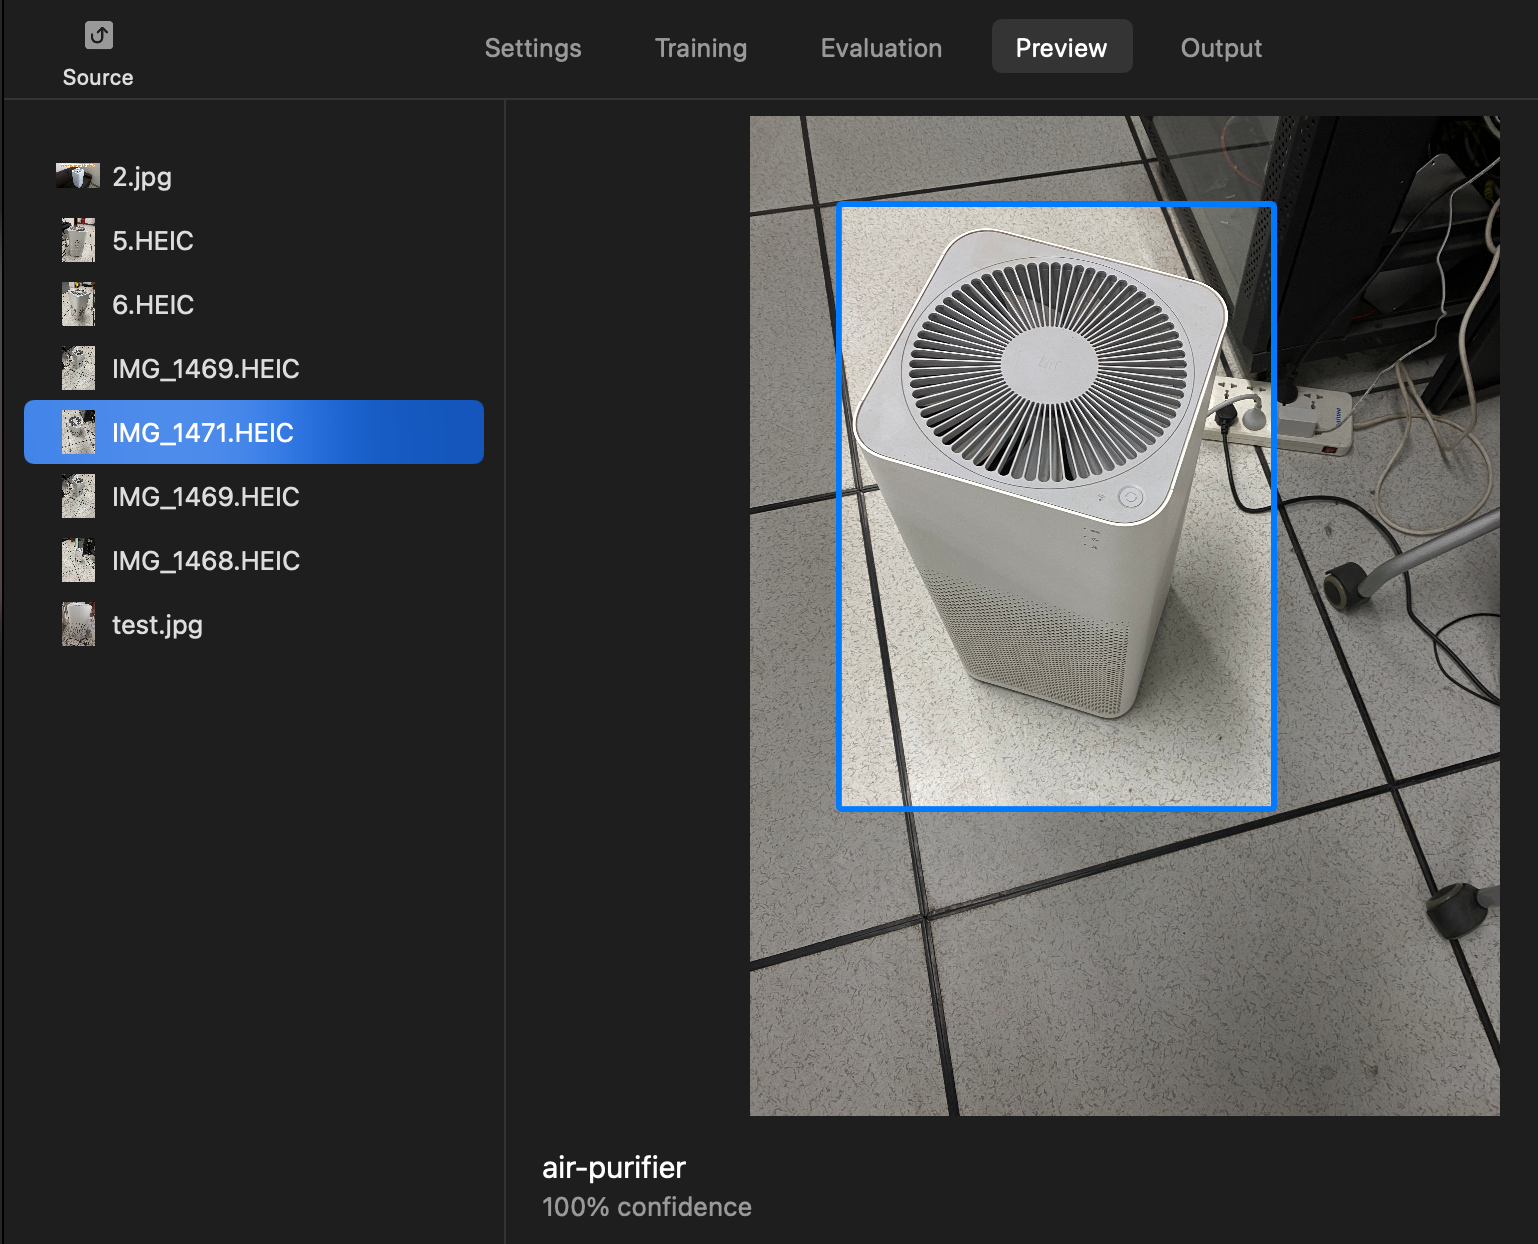 Source
Settings
Training
Evaluation
Preview
Output
2.jpg
5.HEIC
6.HEIC
IMG_1469.HEIC
IMG_1471.HEIC
IMG_1469.HEIC
IMG_1468.HEIC
test.jpg
air-purifier
100% confidence